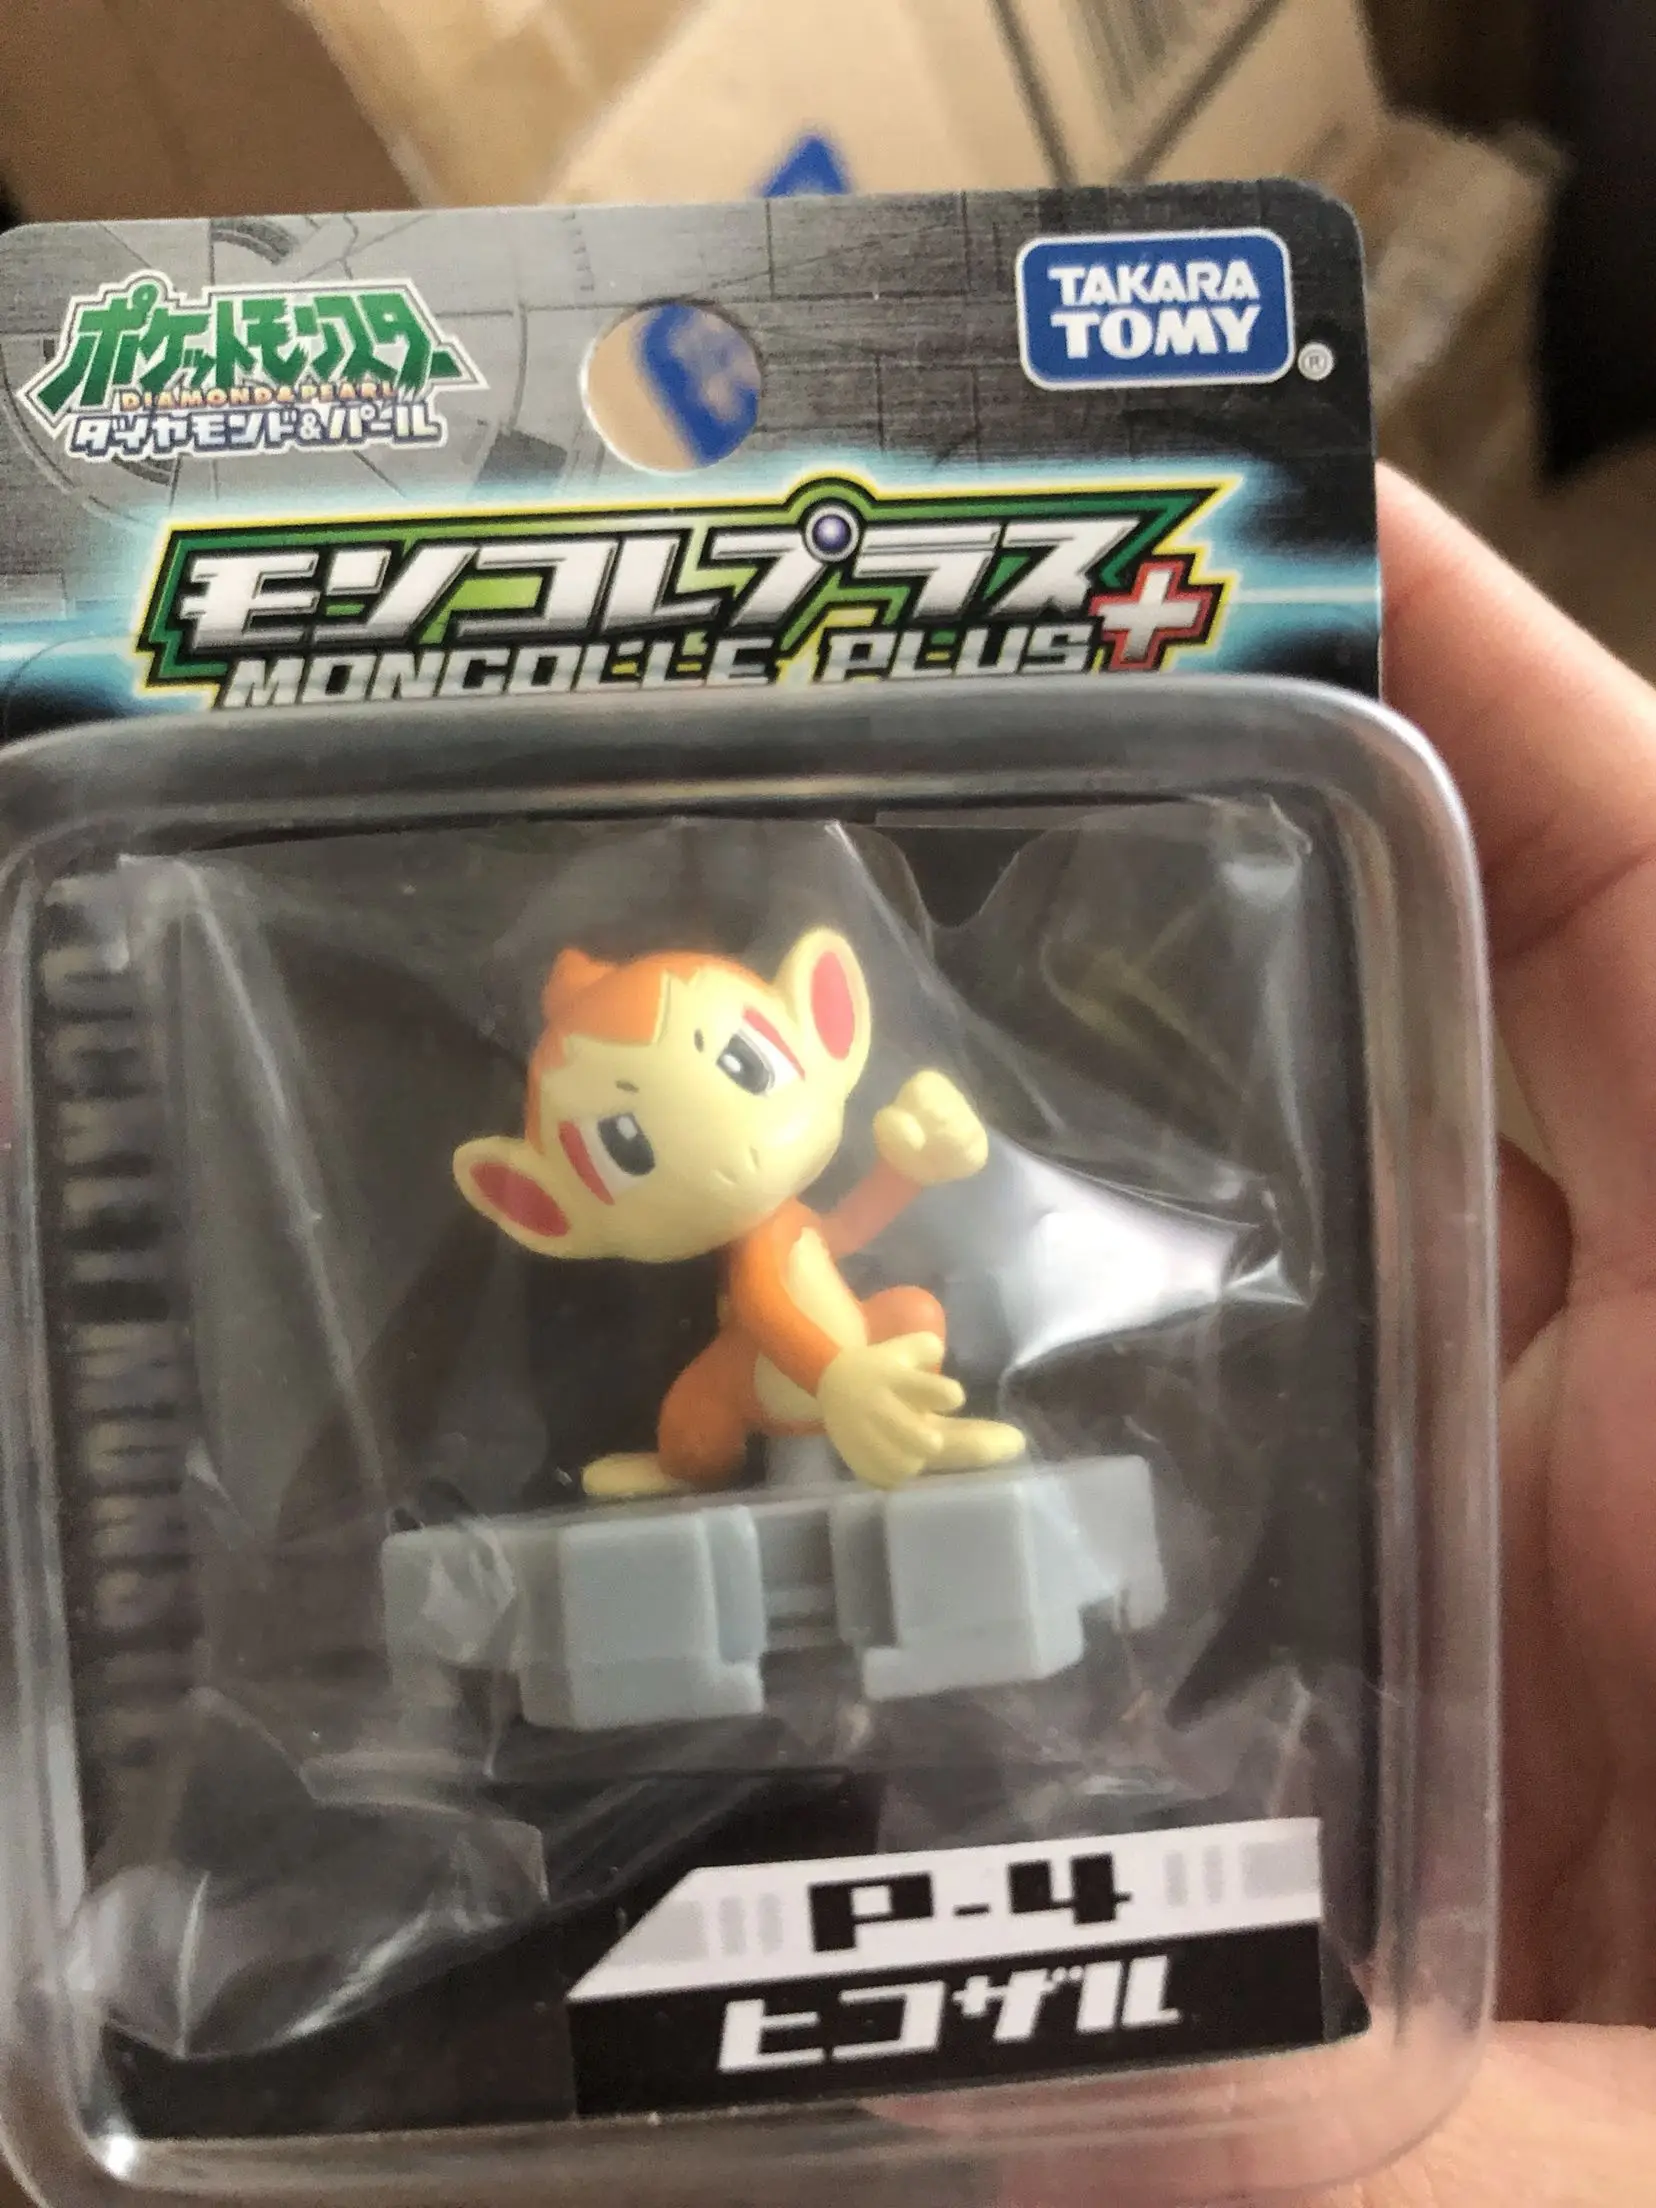 ポケットモンスター
DIAMOND & PEARL
ダイヤモンド&パール
TAKARA
TOMY
®
モンコレプラス+
MONCOLLE PLUS
P-4
ヒコザル